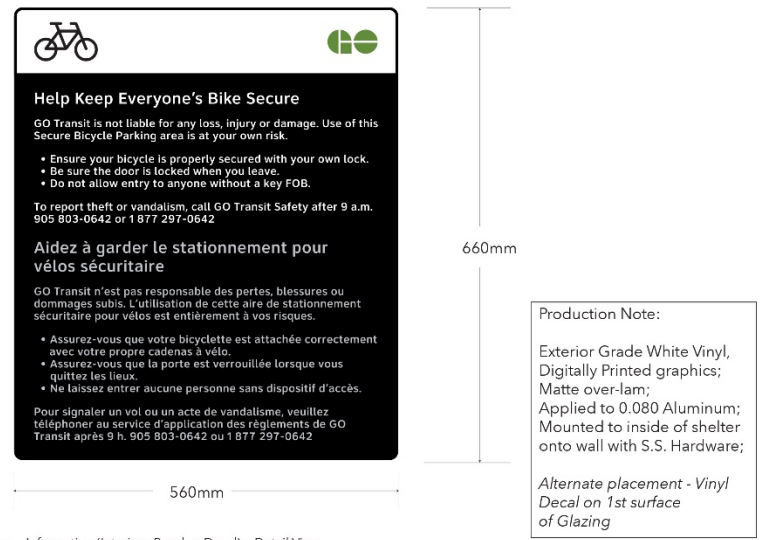 GO
Help Keep Everyone's Bike Secure
GO Transit is not liable for any loss, injury or damage. Use of this
Secure Bicycle Parking area is at your own risk.
• Ensure your bicycle is properly secured with your own lock.
• Be sure the door is locked when you leave.
• Do not allow entry to anyone without a key FOB.
To report theft or vandalism, call GO Transit Safety after 9 a.m.
905 803-0642 or 1 877 297-0642
Aidez à garder le stationnement pour
vélos sécuritaire
GO Transit n'est pas responsable des pertes, blessures ou
dommages subis. L'utilisation de cette aire de stationnement
sécuritaire pour vélos est entièrement à vos risques.
• Assurez-vous que votre bicyclette est attachée correctement
avec votre propre cadenas à vélo.
• Assurez-vous que la porte est verrouillée lorsque vous
quittez les lieux.
• Ne laissez entrer aucune personne sans dispositif d'accès.
Pour signaler un vol ou un acte de vandalisme, veuillez
téléphoner au service d'application des règlements de GO
Transit après 9 h. 905 803-0642 ou 1 877 297-0642
660mm
560mm
Production Note:
Exterior Grade White Vinyl,
Digitally Printed graphics;
Matte over-lam;
Applied to 0.080 Aluminum;
Mounted to inside of shelter
onto wall with S.S. Hardware;
Alternate placement - Vinyl
Decal on 1st surface
of Glazing